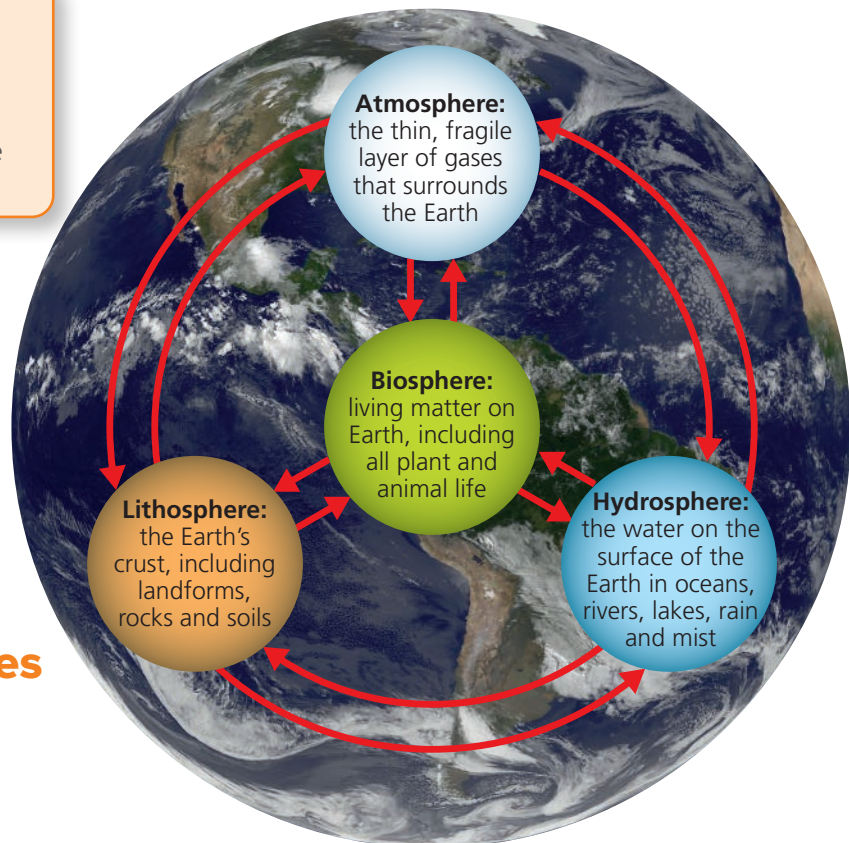 e
Atmosphere:
the thin, fragile
layer of gases
that surrounds
the Earth
Biosphere:
living matter on
Earth, including
all plant and
animal life
Lithosphere:
the Earth's
crust, including
landforms,
rocks and soils
Hydrosphere:
the water on the
surface of the
Earth in oceans,
rivers, lakes, rain
and mist
es